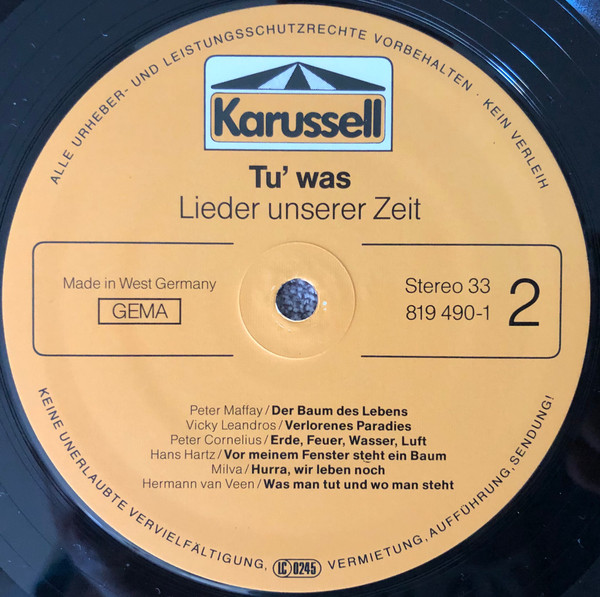 ALLE URHEBER- UND LEISTUNGSSCHUTZRECHTE VORBEHALTEN · KEIN VERLEIH
Karussell
Tu' was
Lieder unserer Zeit
Made in West Germany
GEMA
Stereo 33
819 490-1
2
Peter Maffay/Der Baum des Lebens
Vicky Leandros/Verlorenes Paradies
Peter Cornelius/Erde, Feuer, Wasser, Luft
Hans Hartz/Vor meinem Fenster steht ein Baum
Milva/Hurra, wir leben noch
Hermann van Veen/Was man tut und wo man steht
KEINE UNERLAUBTE VERVIELFÄLTIGUNG, VERMIETUNG, AUFFÜHRUNG, SENDUNG!
LC 0245